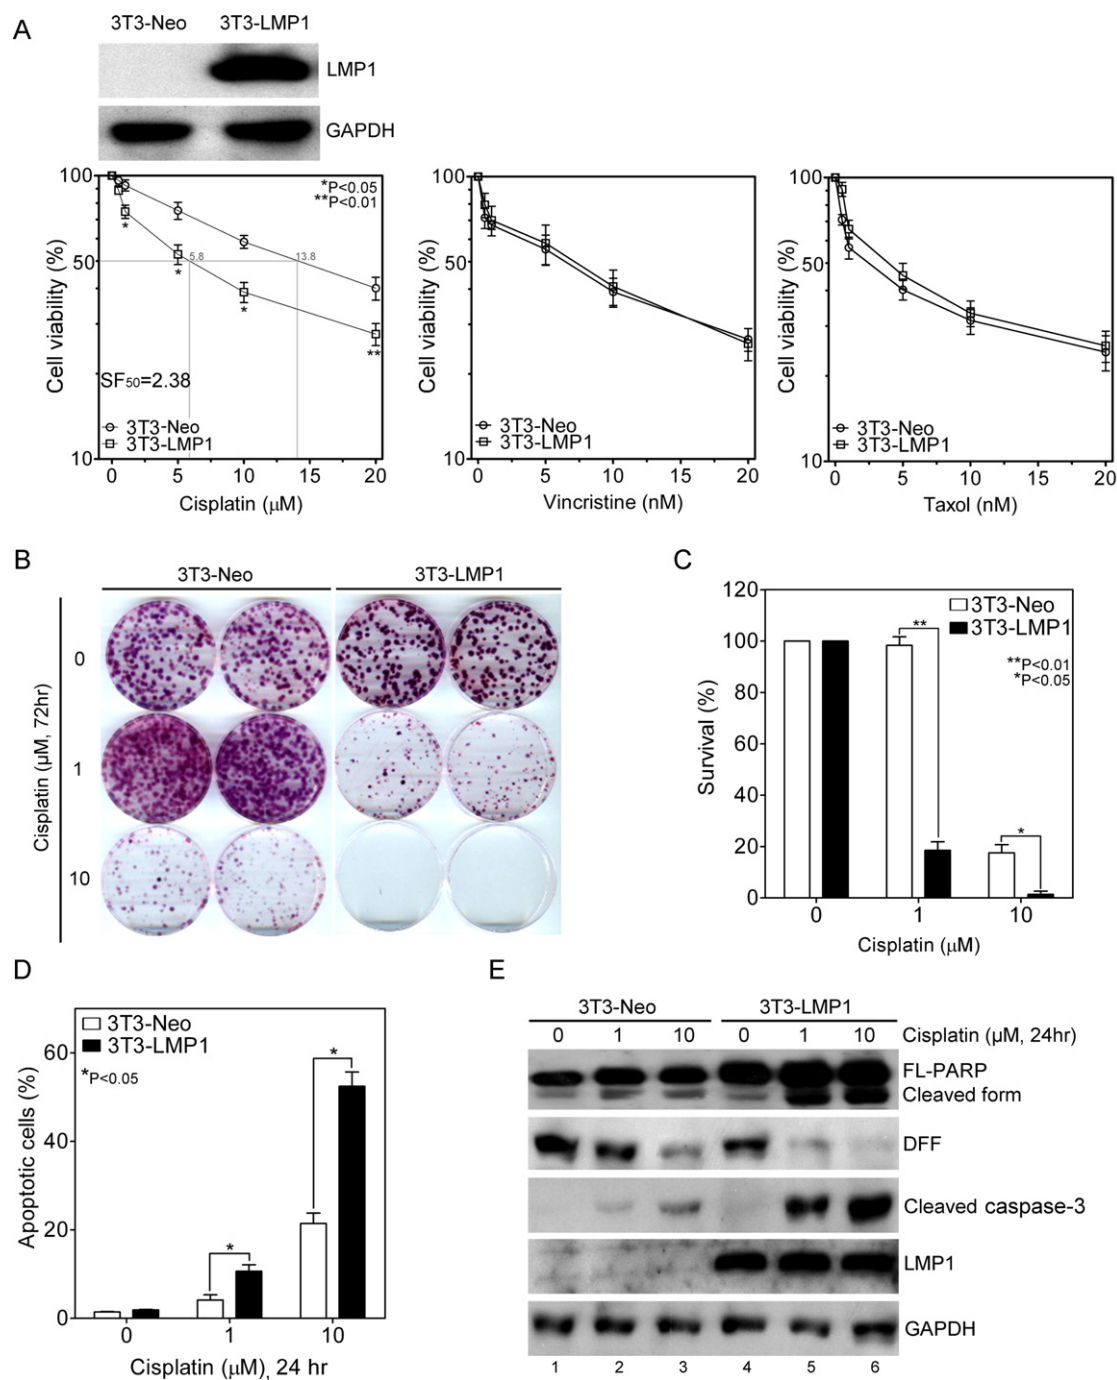 A
3T3-Neo 3T3-LMP1
LMP1
GAPDH
100
50
10
Cell viability (%)
*P<0.05
**P<0.01
5.8
13.8
*
*
*
**
SF50=2.38
3T3-Neo
3T3-LMP1
0 5 10 15 20
Cisplatin (μM)
100
50
10
Cell viability (%)
3T3-Neo
3T3-LMP1
0 5 10 15 20
Vincristine (nM)
100
50
10
Cell viability (%)
3T3-Neo
3T3-LMP1
0 5 10 15 20
Taxol (nM)
B
3T3-Neo 3T3-LMP1
Cisplatin (μM, 72hr)
0
1
10
C
120
100
80
60
40
20
0
Survival (%)
3T3-Neo
3T3-LMP1
**P<0.01
*P<0.05
**
*
0 1 10
Cisplatin (μM)
D
60
40
20
0
Apoptotic cells (%)
3T3-Neo
3T3-LMP1
*P<0.05
*
*
0 1 10
Cisplatin (μM), 24 hr
E
3T3-Neo 3T3-LMP1
0 1 10 0 1 10 Cisplatin (μM, 24hr)
FL-PARP
Cleaved form
DFF
Cleaved caspase-3
LMP1
GAPDH
1 2 3 4 5 6